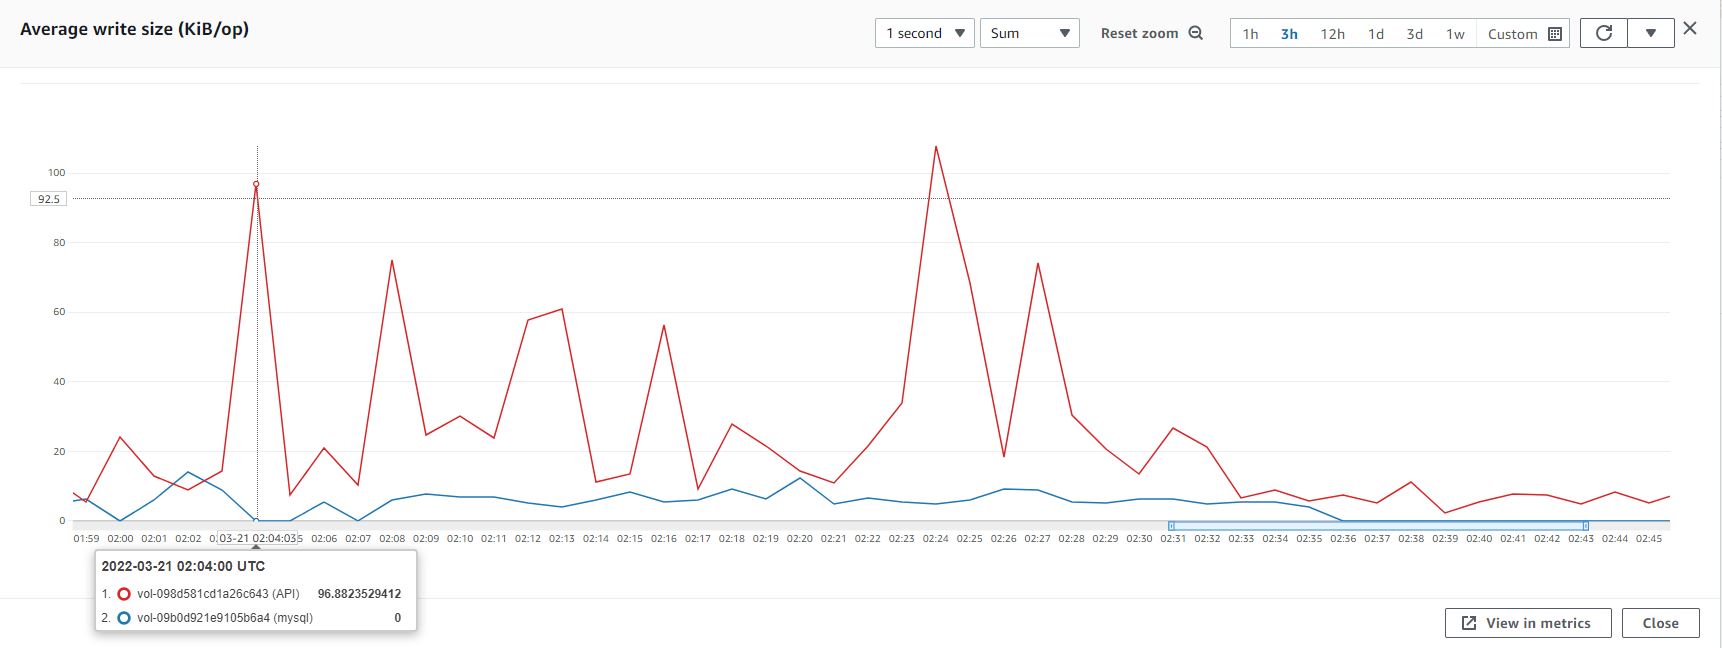 Average write size (KiB/op)
1 second Sum Reset zoom 1h 3h 12h 1d 3d 1w Custom
100
92.5
80
60
40
20
0
01:59 02:00 02:01 02:02 0. 03-21 02:04:03 5 02:06 02:07 02:08 02:09 02:10 02:11 02:12 02:13 02:14 02:15 02:16 02:17 02:18 02:19 02:20 02:21 02:22 02:23 02:24 02:25 02:26 02:27 02:28 02:29 02:30 02:31 02:32 02:33 02:34 02:35 02:36 02:37 02:38 02:39 02:40 02:41 02:42 02:43 02:44 02:45
2022-03-21 02:04:00 UTC
1. vol-098d581cd1a26c643 (API) 96.8823529412
2. vol-09b0d921e9105b6a4 (mysql) 0
View in metrics Close